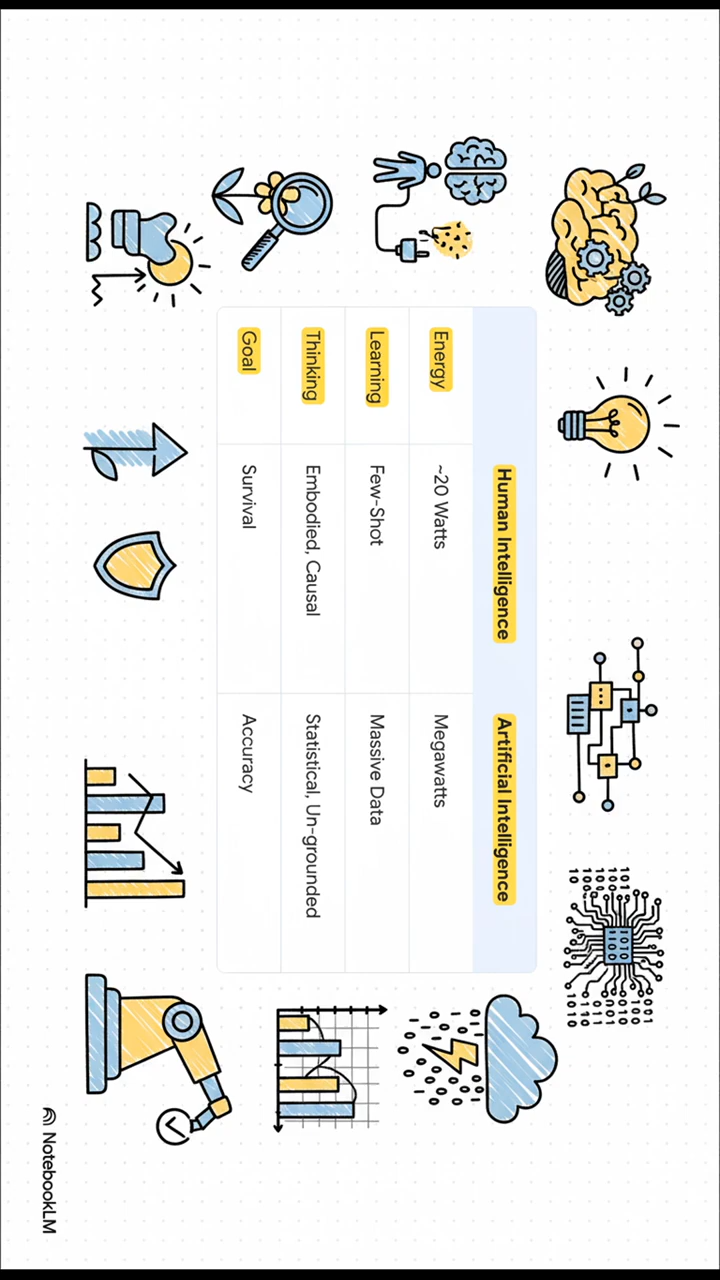 Human Intelligence Artificial Intelligence
Energy ~20 Watts Megawatts
Learning Few-Shot Massive Data
Thinking Embodied, Causal Statistical, Un-grounded
Goal Survival Accuracy
NotebookLM